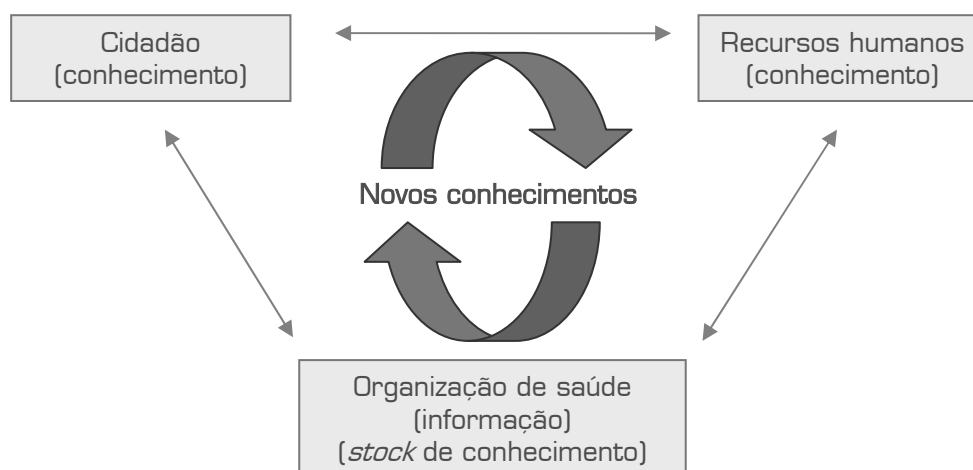 Cidadão
(conhecimento)
Recursos humanos
(conhecimento)
Novos conhecimentos
Organização de saúde
(informação)
(stock de conhecimento)